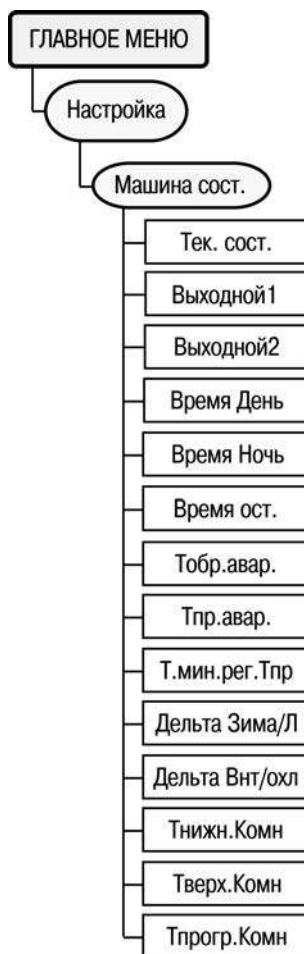 ГЛАВНОЕ МЕНЮ
Настройка
Машина сост.
Тек. сост.
Выходной1
Выходной2
Время День
Время Ночь
Время ост.
Тобр.авар.
Тпр.авар.
Т.мин.рег.Тпр
Дельта Зима/Л
Дельта Внт/охл
Тнижн.Комн
Тверх.Комн
Тпрогр.Комн